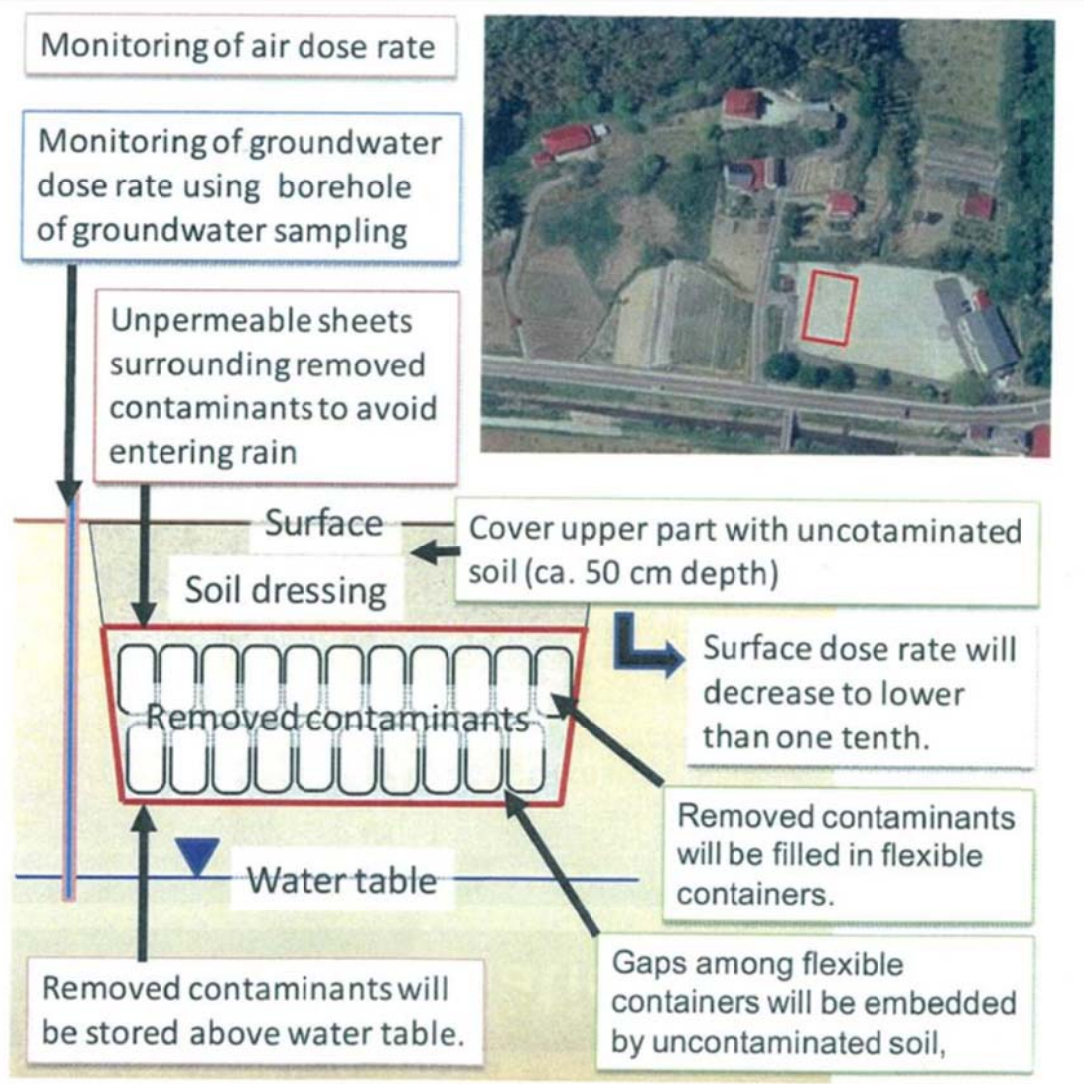 Monitoring of air dose rate
Monitoring of groundwater
dose rate using borehole
of groundwater sampling
Unpermeable sheets
surrounding removed
contaminants to avoid
entering rain
Surface
Soil dressing
Cover upper part with uncotaminated
soil (ca. 50 cm depth)
Surface dose rate will
decrease to lower
than one tenth.
Removed contaminants
Removed contaminants
will be filled in flexible
containers.
Water table
Gaps among flexible
containers will be embedded
by uncontaminated soil,
Removed contaminants will
be stored above water table.